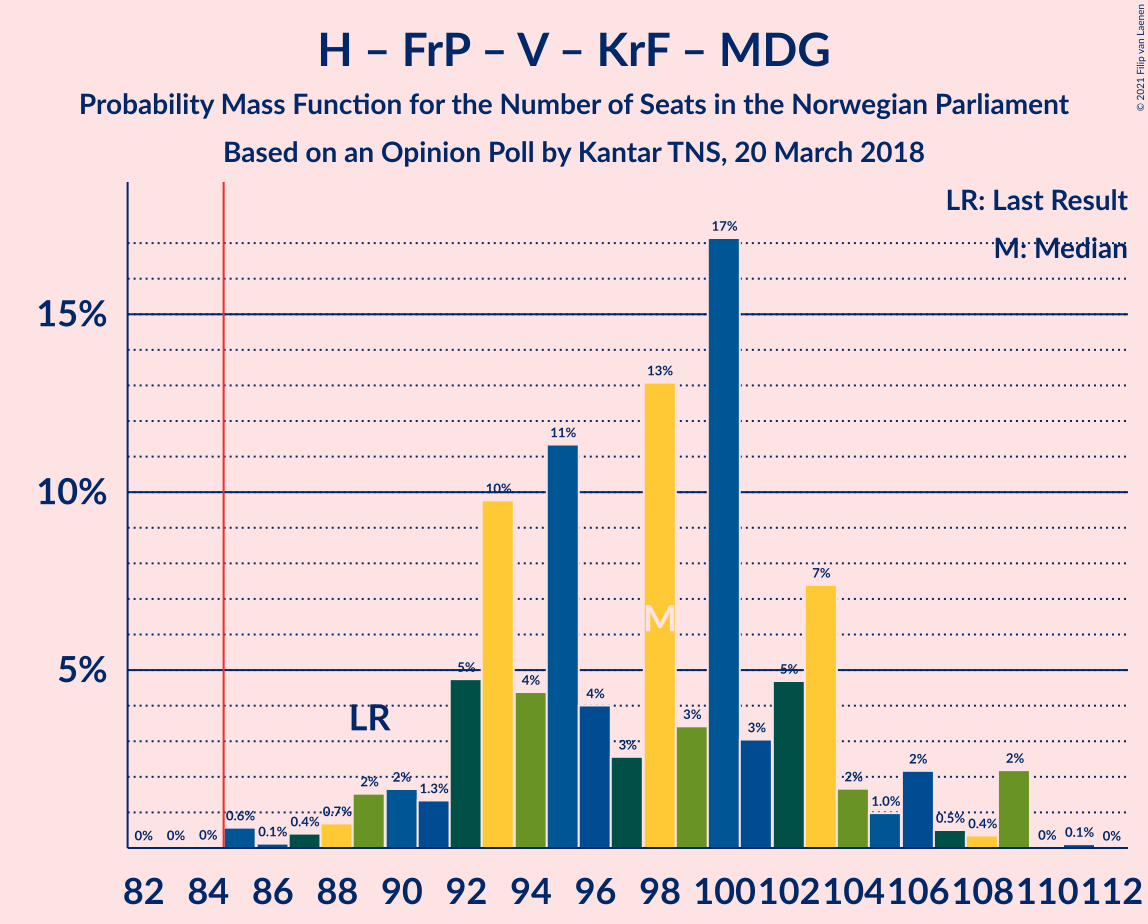 H – FrP – V – KrF – MDG
Probability Mass Function for the Number of Seats in the Norwegian Parliament
Based on an Opinion Poll by Kantar TNS, 20 March 2018
© 2021 Filip van Laenen
LR: Last Result
M: Median
15%
10%
5%
0% 0% 0% 0.6% 0.1% 0.4% 0.7% 2% 2% 1.3% 5% 10% 4% 11% 4% 3% 13% 3% 17% 3% 5% 7% 2% 1.0% 2% 0.5% 0.4% 2% 0% 0.1% 0%
LR
M
82 84 86 88 90 92 94 96 98 100 102 104 106 108 110 112